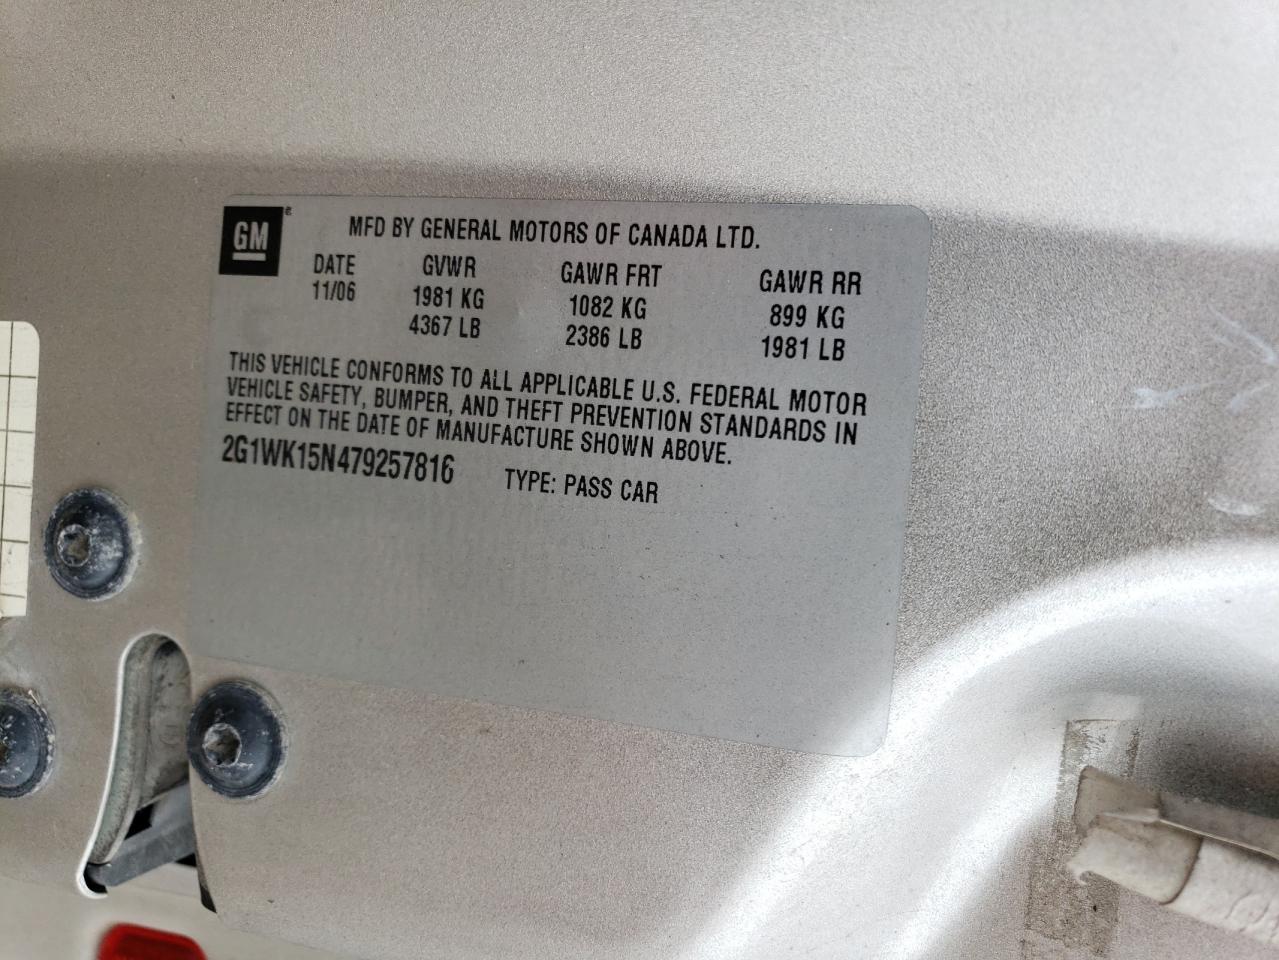 GM
MFD BY GENERAL MOTORS OF CANADA LTD.
DATE GVWR GAWR FRT GAWR RR
11/06 1981 KG 1082 KG 899 KG
4367 LB 2386 LB 1981 LB
THIS VEHICLE CONFORMS TO ALL APPLICABLE U.S. FEDERAL MOTOR
VEHICLE SAFETY, BUMPER, AND THEFT PREVENTION STANDARDS IN
EFFECT ON THE DATE OF MANUFACTURE SHOWN ABOVE.
2G1WK15N479257816 TYPE: PASS CAR